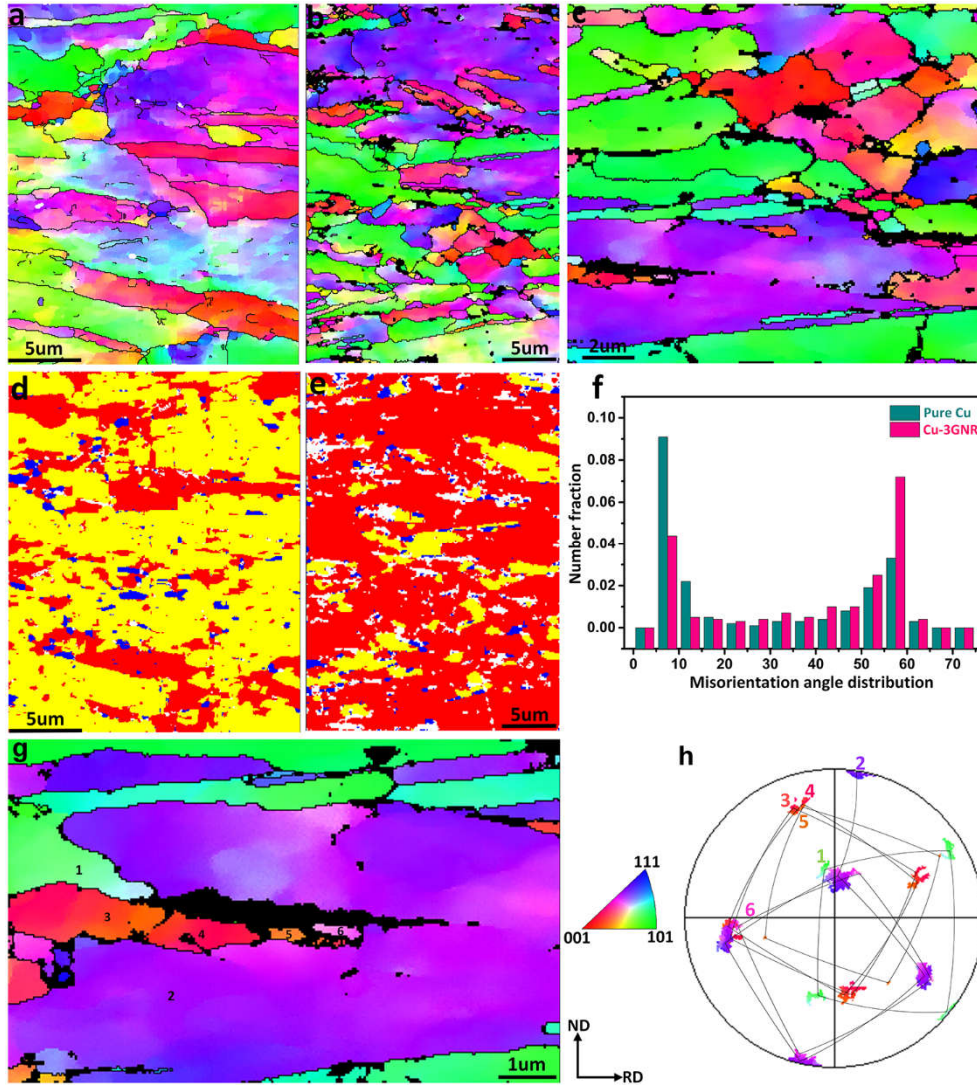 a
5um
b
5um
c
2um
d
5um
e
5um
f
Pure Cu
Cu-3GNR
Number fraction
0.10
0.08
0.06
0.04
0.02
0.00
0 10 20 30 40 50 60 70
Misorientation angle distribution
g
1
2
3
4
5
6
1um
111
001
101
ND
RD
h
2
3
4
5
1
6